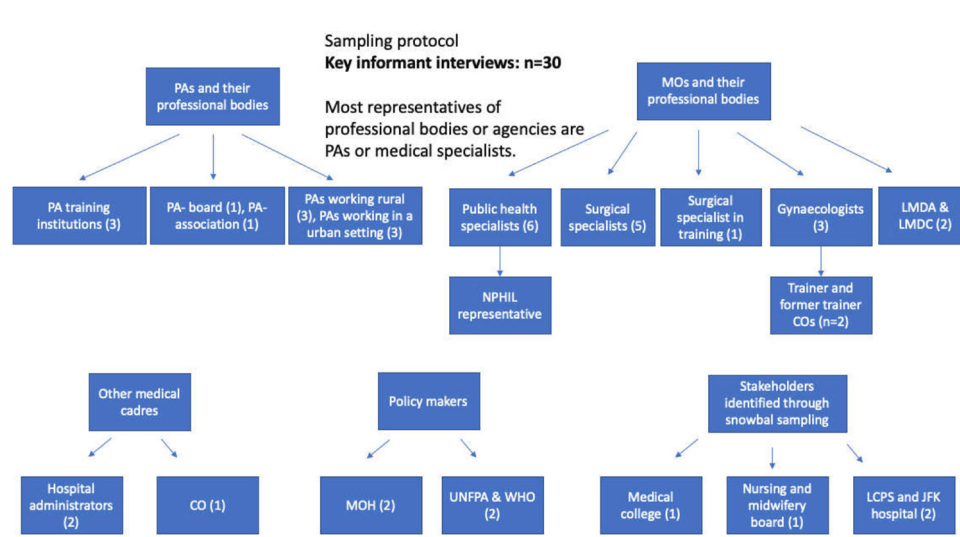 Sampling protocol
Key informant interviews: n=30
Most representatives of
professional bodies or agencies are
PAs or medical specialists.
PAs and their
professional bodies
MOs and their
professional bodies
PA training
institutions (3)
PA- board (1), PA-
association (1)
PAs working rural
(3), PAs working in a
urban setting (3)
Public health
specialists (6)
Surgical
specialists (5)
Surgical
specialist in
training (1)
Gynaecologists
(3)
LMDA &
LMDC (2)
NPHIL
representative
Trainer and
former trainer
COs (n=2)
Other medical
cadres
Policy makers
Stakeholders
identified through
snowbal sampling
Hospital
administrators
(2)
CO (1)
MOH (2)
UNFPA & WHO
(2)
Medical
college (1)
Nursing and
midwifery
board (1)
LCPS and JFK
hospital (2)